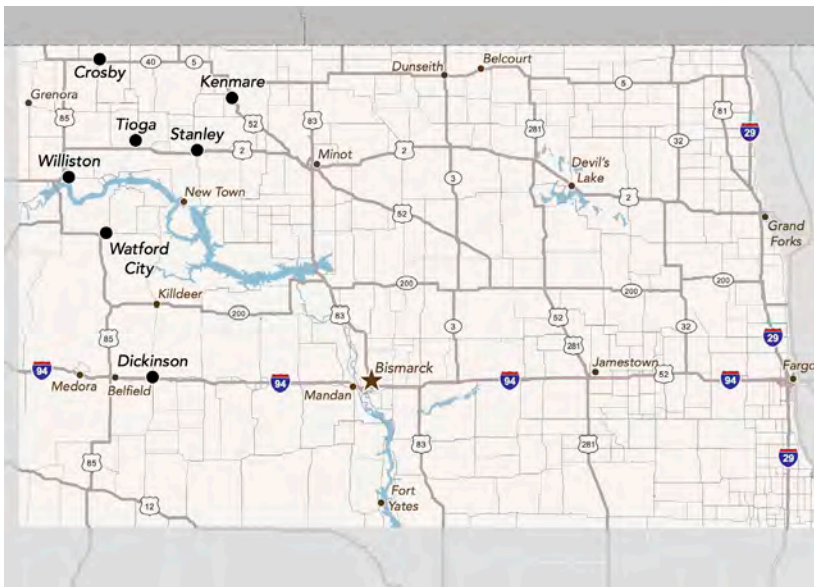 Crosby
40
5
Kenmare
Dunseith
Belcourt
Grenora
85
52
83
5
81
29
Tioga
Stanley
2
Minot
2
281
32
Williston
New Town
3
Devil's
Lake
2
52
Grand
Forks
Watford
City
Killdeer
200
83
200
200
200
85
3
52
281
32
29
94
Dickinson
Medora
Belfield
94
Mandan
Bismarck
94
Jamestown
52
94
Fargo
85
83
281
29
12
Fort
Yates